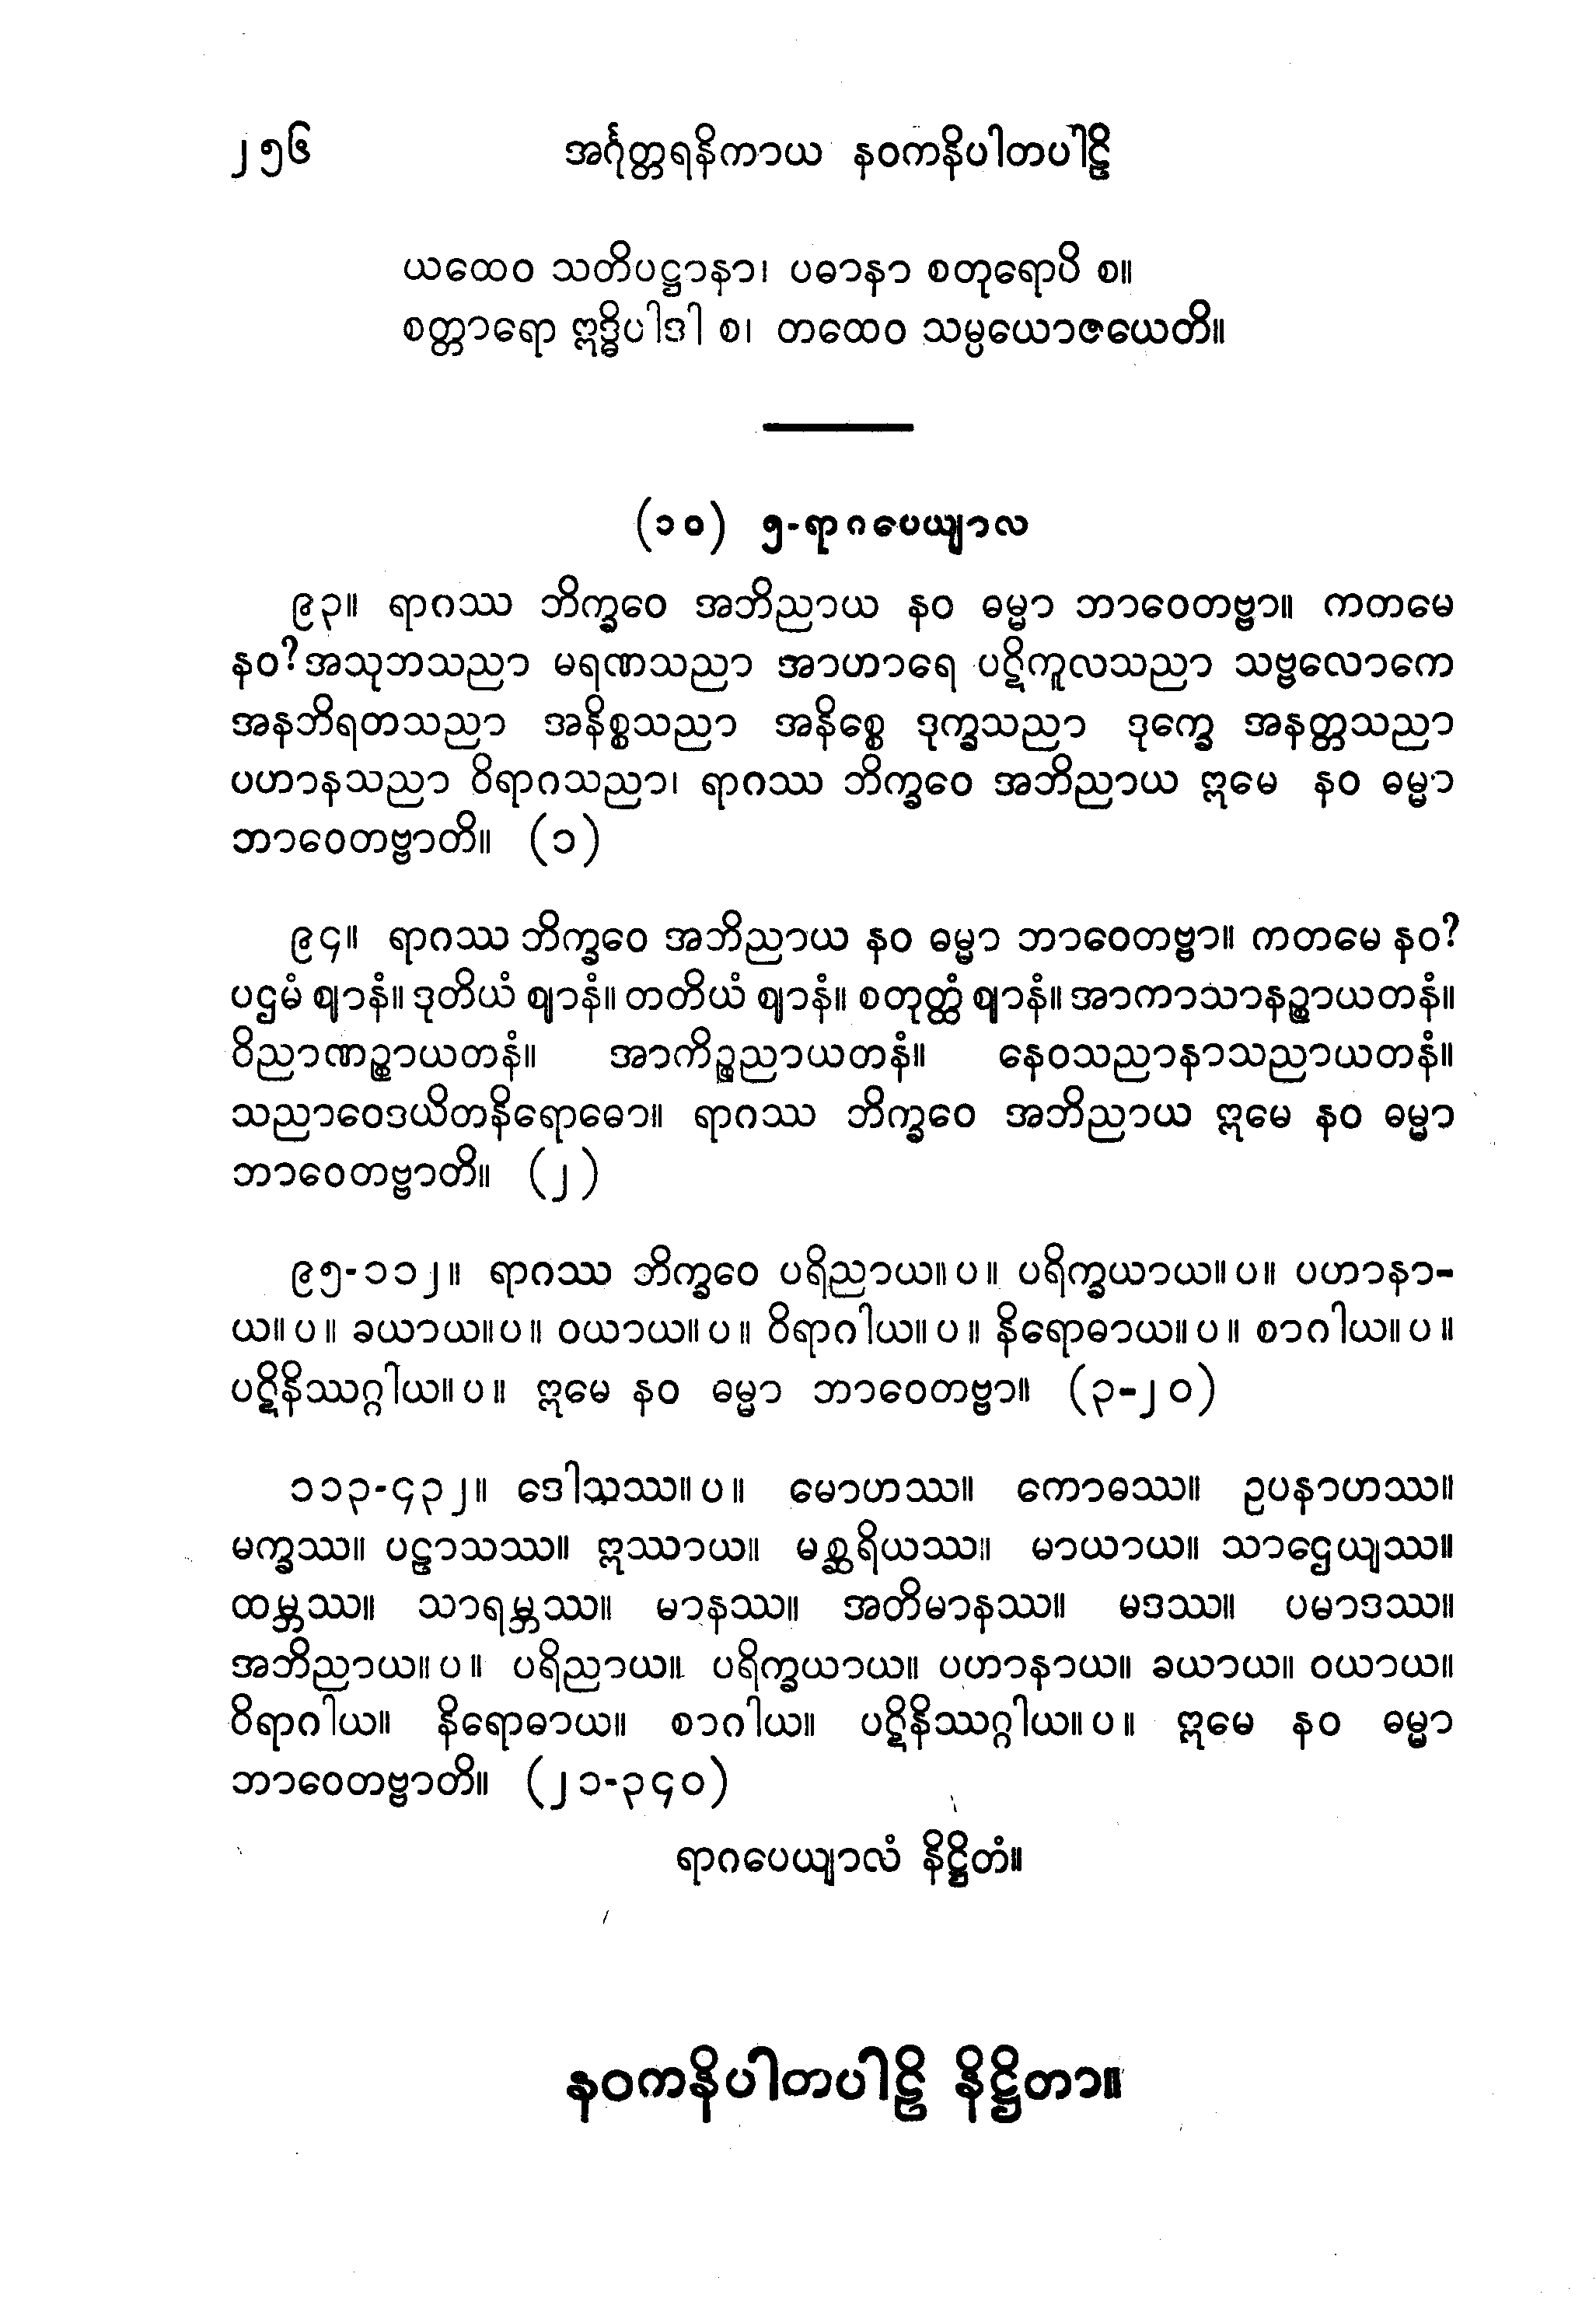 ၂၅၆ အင်္ဂုတ္တရနိကာယ နဝကနိပါတပါဠိ
ယထေဝ သတိပဋ္ဌာနာ၊ ပဓာနာ စတုရောပိ စ။
စတ္တာရော ဣဒ္ဓိပါဒါ စ၊ တထေဝ သမ္ပယောဇယေတိ။
(၁၀) ၅-ရာဂပေယျာလ
၉၃။ ရာဂဿ ဘိက္ခဝေ အဘိညာယ နဝ ဓမ္မာ ဘာဝေတဗ္ဗာ။ ကတမေ
နဝ? အသုဘသညာ မရဏသညာ အာဟာရေ ပဋိကူလသညာ သဗ္ဗလောကေ
အနဘိရတသညာ အနိစ္စသညာ အနိစ္စေ ဒုက္ခသညာ ဒုက္ခေ အနတ္တသညာ
ပဟာနသညာ ဝိရာဂသညာ၊ ရာဂဿ ဘိက္ခဝေ အဘိညာယ ဣမေ နဝ ဓမ္မာ
ဘာဝေတဗ္ဗာတိ။ (၁)
၉၄။ ရာဂဿ ဘိက္ခဝေ အဘိညာယ နဝ ဓမ္မာ ဘာဝေတဗ္ဗာ။ ကတမေ နဝ?
ပဌမံ ဈာနံ။ ဒုတိယံ ဈာနံ။ တတိယံ ဈာနံ။ စတုတ္ထံ ဈာနံ။ အာကာသာနဉ္စာယတနံ။
ဝိညာဏဉ္စာယတနံ။ အာကိဉ္စညာယတနံ။ နေဝသညာနာသညာယတနံ။
သညာဝေဒယိတနိရောဓော။ ရာဂဿ ဘိက္ခဝေ အဘိညာယ ဣမေ နဝ ဓမ္မာ
ဘာဝေတဗ္ဗာတိ။ (၂)
၉၅-၁၁၂။ ရာဂဿ ဘိက္ခဝေ ပရိညာယ။ ပ။ ပရိက္ခယာယ။ ပ။ ပဟာနာ-
ယ။ ပ။ ခယာယ။ ပ။ ဝယာယ။ ပ။ ဝိရာဂါယ။ ပ။ နိရောဓာယ။ ပ။ စာဂါယ။ ပ။
ပဋိနိဿဂ္ဂါယ။ ပ။ ဣမေ နဝ ဓမ္မာ ဘာဝေတဗ္ဗာ။ (၃-၂၀)
၁၁၃-၄၃၂။ ဒေါသဿ။ ပ။ မောဟဿ။ ကောဓဿ။ ဥပနာဟဿ။
မက္ခဿ။ ပဠာသဿ။ ဣဿာယ။ မစ္ဆရိယဿ။ မာယာယ။ သာဌေယျဿ။
ထမ္ဘဿ။ သာရမ္ဘဿ။ မာနဿ။ အတိမာနဿ။ မဒဿ။ ပမာဒဿ။
အဘိညာယ။ ပ။ ပရိညာယ။ ပရိက္ခယာယ။ ပဟာနာယ။ ခယာယ။ ဝယာယ။
ဝိရာဂါယ။ နိရောဓာယ။ စာဂါယ။ ပဋိနိဿဂ္ဂါယ။ ပ။ ဣမေ နဝ ဓမ္မာ
ဘာဝေတဗ္ဗာတိ။ (၂၁-၃၄၀)
ရာဂပေယျာလံ နိဋ္ဌိတံ။
နဝကနိပါတပါဠိ နိဋ္ဌိတာ။